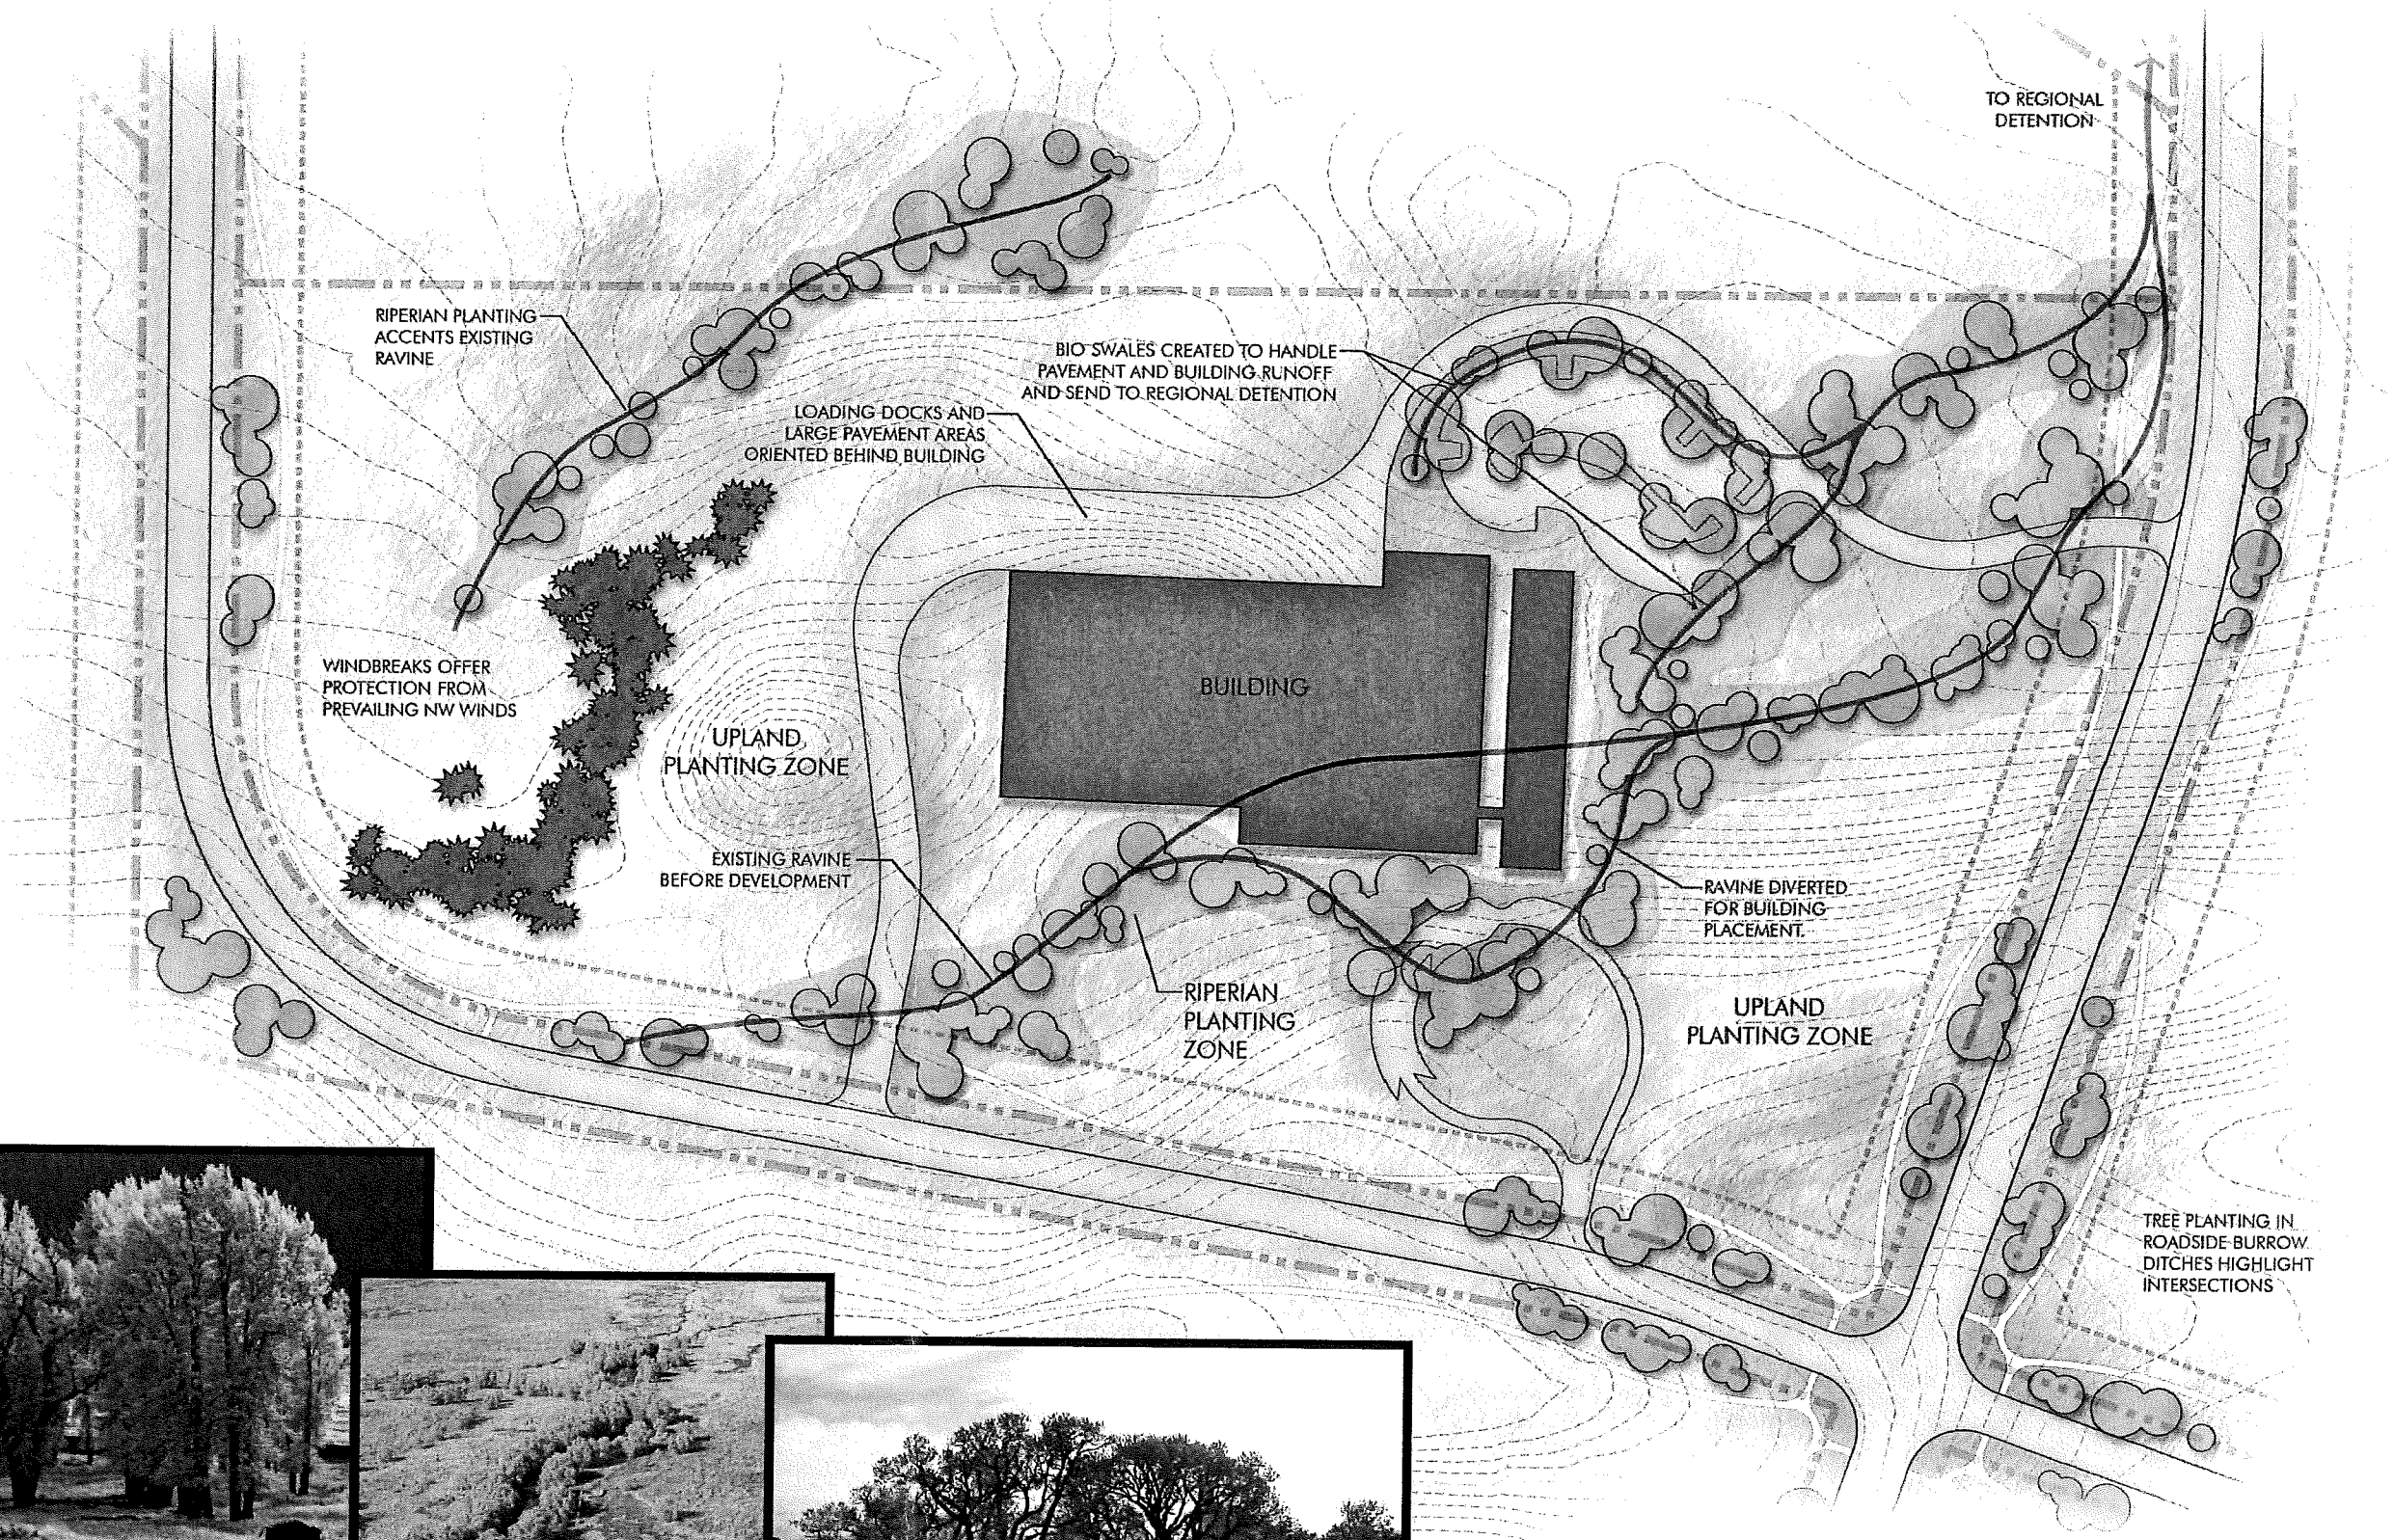 TO REGIONAL
DETENTION
RIPERIAN PLANTING
ACCENTS EXISTING
RAVINE
BIO SWALES CREATED TO HANDLE
PAVEMENT AND BUILDING RUNOFF
AND SEND TO REGIONAL DETENTION
LOADING DOCKS AND
LARGE PAVEMENT AREAS
ORIENTED BEHIND BUILDING
WINDBREAKS OFFER
PROTECTION FROM
PREVAILING NW WINDS
BUILDING
UPLAND
PLANTING ZONE
EXISTING RAVINE
BEFORE DEVELOPMENT
RAVINE DIVERTED
FOR BUILDING
PLACEMENT.
RIPERIAN
PLANTING
ZONE
UPLAND
PLANTING ZONE
TREE PLANTING IN
ROADSIDE BURROW
DITCHES HIGHLIGHT
INTERSECTIONS